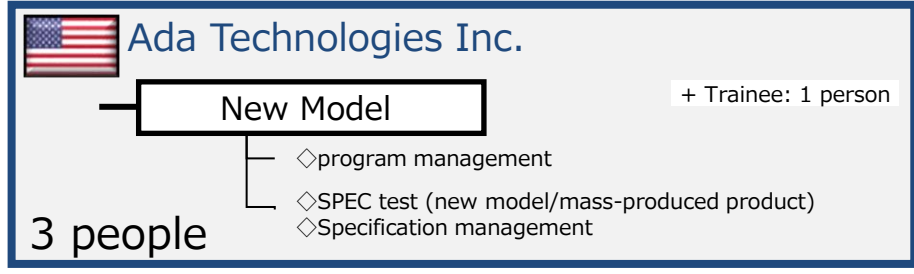 Ada Technologies Inc.
New Model
+ Trainee: 1 person
◇program management
◇SPEC test (new model/mass-produced product)
◇Specification management
3 people